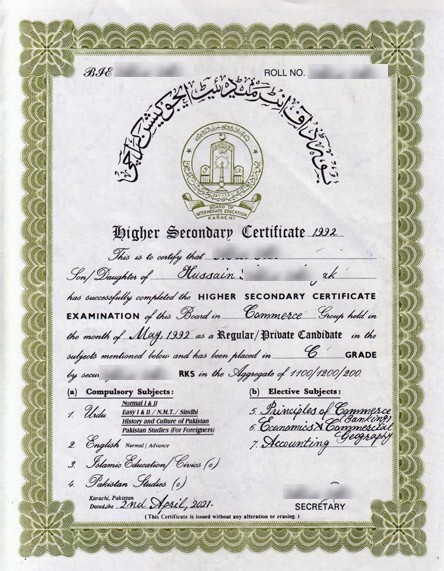 BIE
ROLL NO.
بورڈ آف انٹرمیڈیٹ ایجوکیشن کراچی
BOARD OF
INTERMEDIATE EDUCATION
KARACHI
Higher Secondary Certificate 1992
This is to certify that
Son/Daughter of Hussain
has successfully completed the HIGHER SECONDARY CERTIFICATE
EXAMINATION of this Board in Commerce Group held in
the month of May, 1992 as a Regular/Private Candidate in the
subjects mentioned below and has been placed in C GRADE
by secur RKS in the Aggregate of 1100/1200/200.
(a) Compulsory Subjects:
1. Urdu
Normal I & II
Easy I & II / N.M.T. / Sindhi
History and Culture of Pakistan
Pakistan Studies (For Foreigners)
2. English Normal / Advance
3. Islamic Education/Civics (c)
4. Pakistan Studies (c)
(b) Elective Subjects:
5. Principles of Commerce
Banking
6. Economics & Commercial
Geography
7. Accounting
Karachi, Pakistan
Dated, the 2nd April, 2021.
SECRETARY
(This Certificate is issued without any alteration or erasing.)